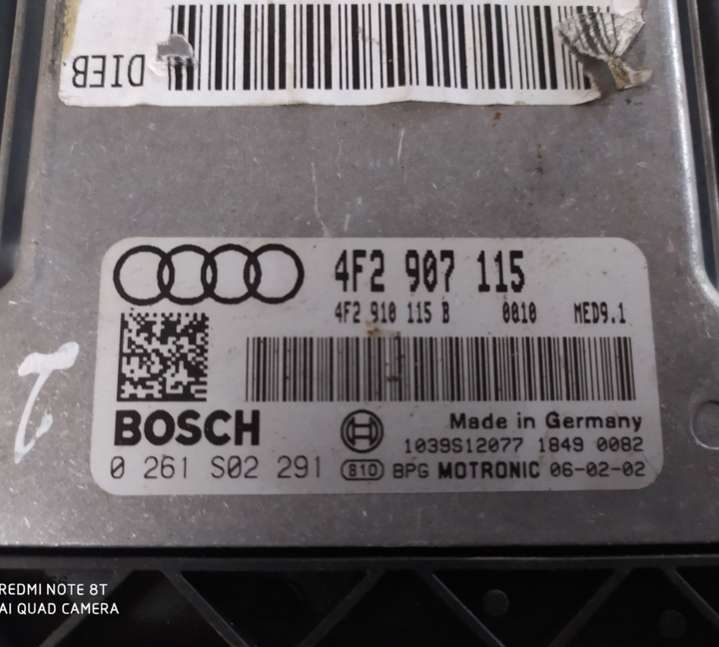 DIEB
4F2 907 115
4F2 910 115 B 0010 MED9.1
BOSCH
Made in Germany
1039S12077 1849 0082
0 261 S02 291 S10 BPG MOTRONIC 06-02-02
REDMI NOTE 8T
AI QUAD CAMERA